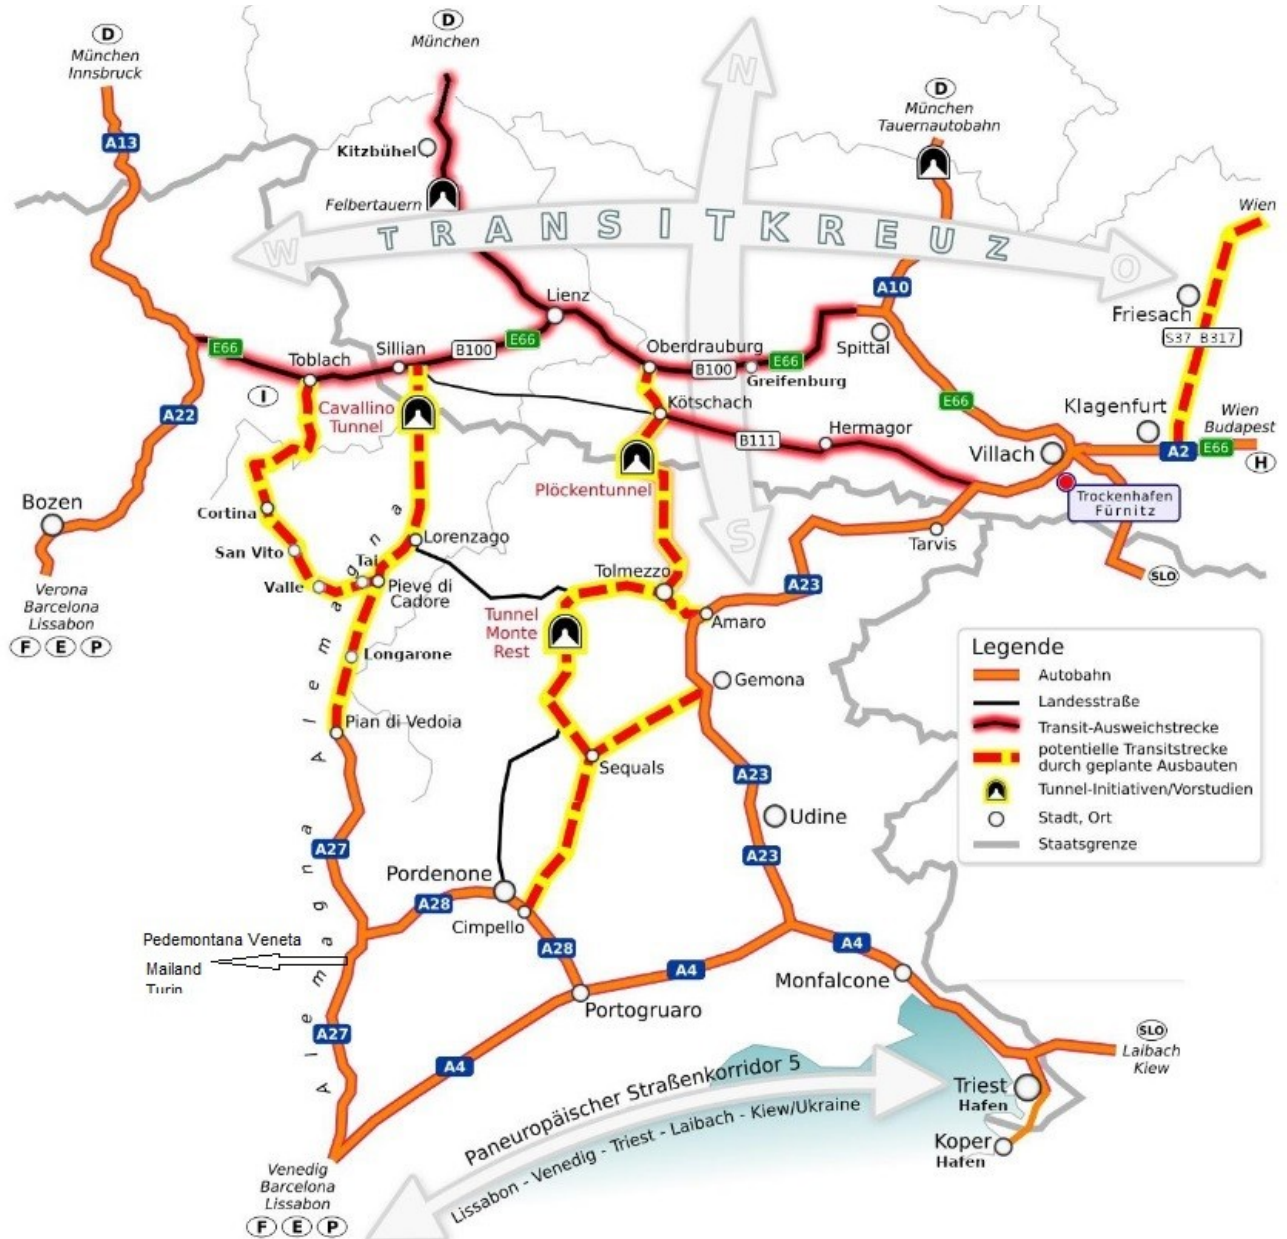 D
München
Innsbruck
D
München
D
München
Tauernautobahn
N
A13
Kitzbühel
Felbertauern
Wien
W TRANSITKREUZ O
A10
Lienz
Friesach
S37 B317
E66
Toblach
Sillian
B100
E66
Oberdrauburg
B100
E66
Greifenburg
Spittal
I
A22
Cavallino
Tunnel
Kötschach
E66
Klagenfurt
Wien
Budapest
B111
Hermagor
Villach
A2
E66
H
Plöckentunnel
Trockenhafen
Fürnitz
Bozen
Cortina
S
Tarvis
San Vito
Lorenzago
Tai
Valle
Pieve di
Cadore
Tolmezzo
A23
SLO
Verona
Barcelona
Lissabon
F E P
Tunnel
Monte
Rest
Amaro
Longarone
Gemona
Pian di Vedoia
Alemagna
Sequals
A23
Legende
Autobahn
Landesstraße
Transit-Ausweichstrecke
potentielle Transitstrecke
durch geplante Ausbauten
Tunnel-Initiativen/Vorstudien
Stadt, Ort
Staatsgrenze
Udine
A27
A23
Pordenone
A28
Cimpello
A28
Pedemontana Veneta
Mailand
Turin
A4
A4
Monfalcone
Portogruaro
Alemagna
A27
A4
SLO
Laibach
Kiew
Triest
Hafen
Koper
Hafen
Paneuropäischer Straßenkorridor 5
Lissabon - Venedig - Triest - Laibach - Kiew/Ukraine
Venedig
Barcelona
Lissabon
F E P